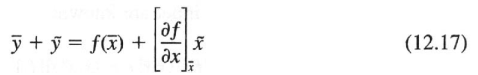 ȳ + ỹ = f(x̄) + [∂f/∂x]_x̄ x̃ (12.17)